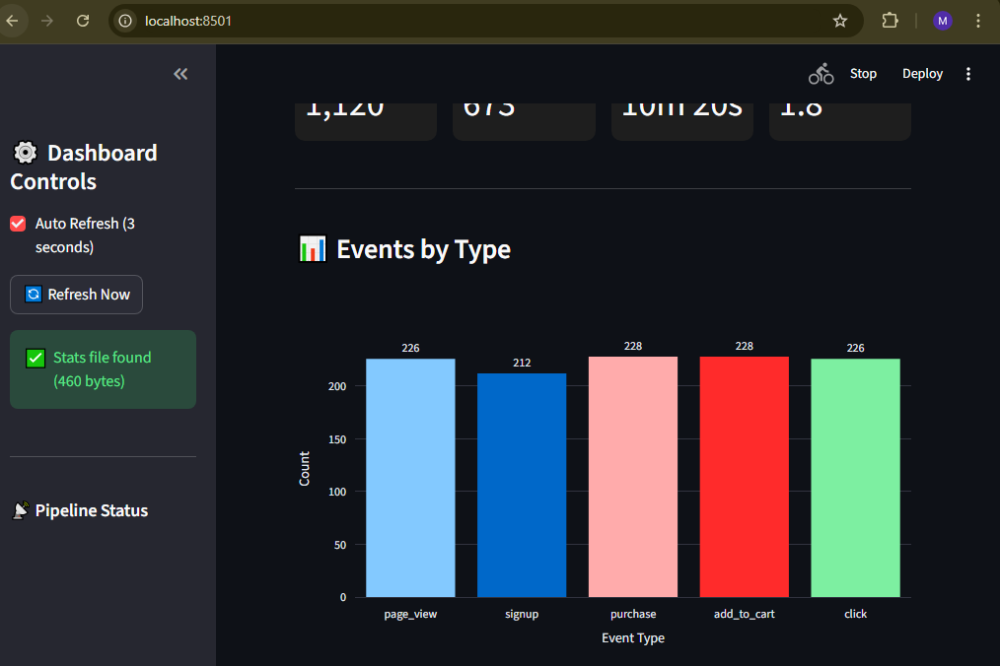 localhost:8501
M
Stop
Deploy
Dashboard
Controls
Auto Refresh (3
seconds)
Refresh Now
Stats file found
(460 bytes)
Pipeline Status
1,120
673
10m 20s
1.8
Events by Type
226
212
228
228
226
200
150
100
50
0
Count
page_view
signup
purchase
add_to_cart
click
Event Type